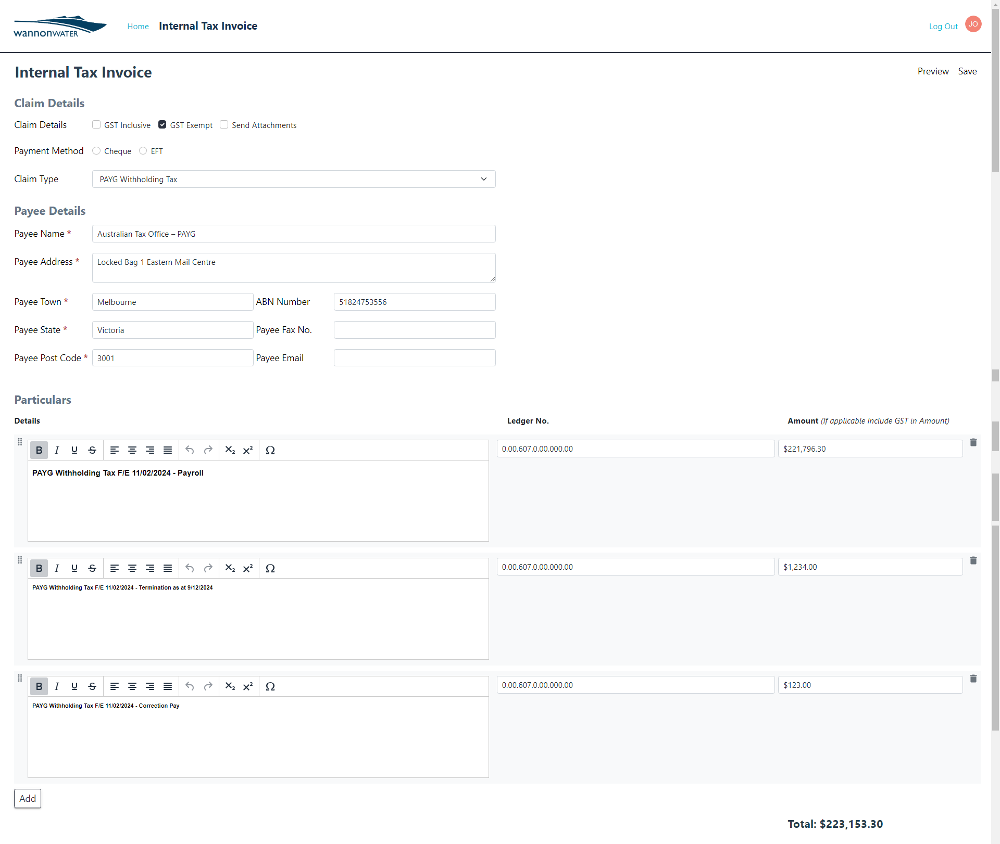 wannonWATER
Home Internal Tax Invoice Log Out JO
Internal Tax Invoice Preview Save
Claim Details
Claim Details GST Inclusive GST Exempt Send Attachments
Payment Method Cheque EFT
Claim Type PAYG Withholding Tax
Payee Details
Payee Name * Australian Tax Office – PAYG
Payee Address * Locked Bag 1 Eastern Mail Centre
Payee Town * Melbourne ABN Number 51824753556
Payee State * Victoria Payee Fax No.
Payee Post Code * 3001 Payee Email
Particulars
Details Ledger No. Amount (If applicable Include GST in Amount)
B I U S X₂ X² Ω 0.00.607.0.00.000.00 $221,796.30
PAYG Withholding Tax F/E 11/02/2024 - Payroll
B I U S X₂ X² Ω 0.00.607.0.00.000.00 $1,234.00
PAYG Withholding Tax F/E 11/02/2024 - Termination as at 9/12/2024
B I U S X₂ X² Ω 0.00.607.0.00.000.00 $123.00
PAYG Withholding Tax F/E 11/02/2024 - Correction Pay
Add
Total: $223,153.30